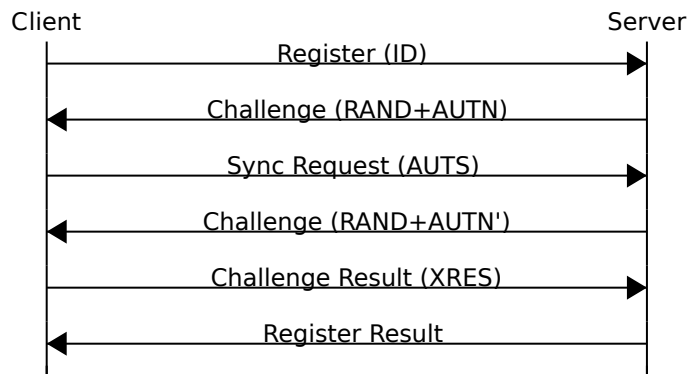 Client Server
Register (ID)
Challenge (RAND+AUTN)
Sync Request (AUTS)
Challenge (RAND+AUTN')
Challenge Result (XRES)
Register Result